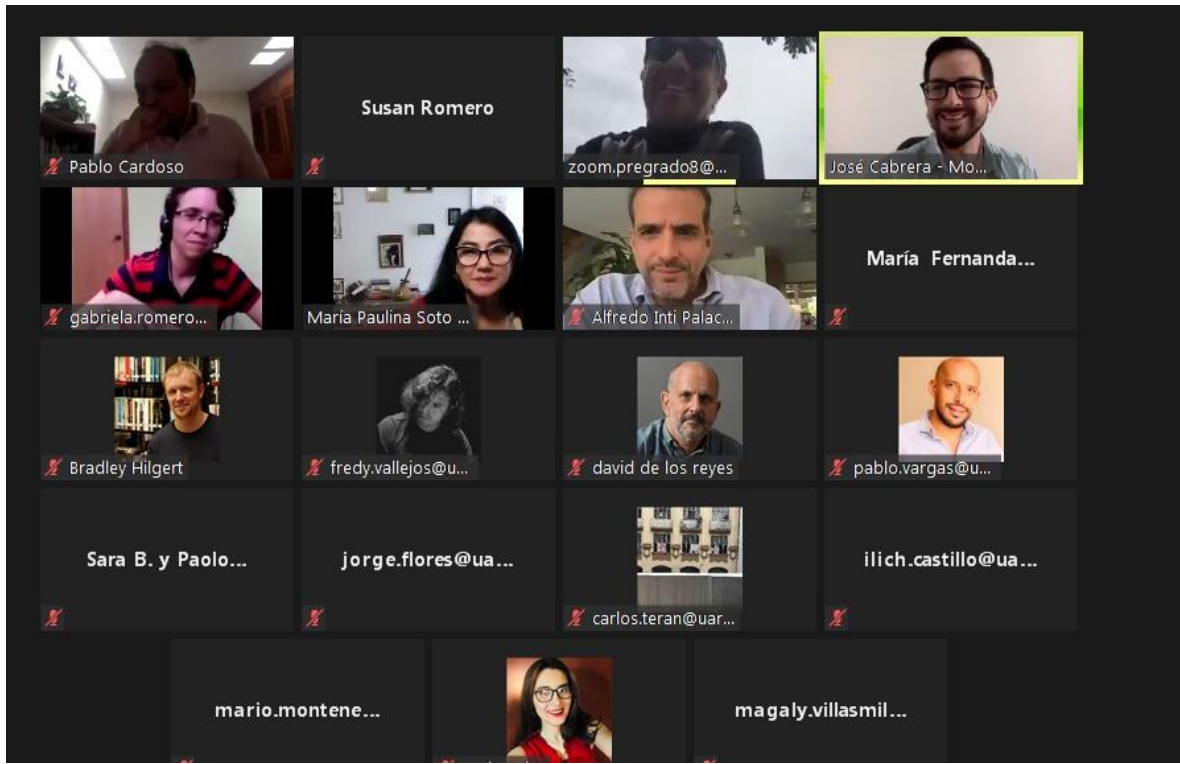 Pablo Cardoso
Susan Romero
zoom.pregrado8@...
José Cabrera - Mo...
gabriela.romero...
María Paulina Soto ...
Alfredo Inti Palac...
María Fernanda...
Bradley Hilgert
fredy.vallejos@u...
david de los reyes
pablo.vargas@u...
Sara B. y Paolo...
jorge.flores@ua...
carlos.teran@uar...
ilich.castillo@ua...
mario.montene...
magaly.villasmil...